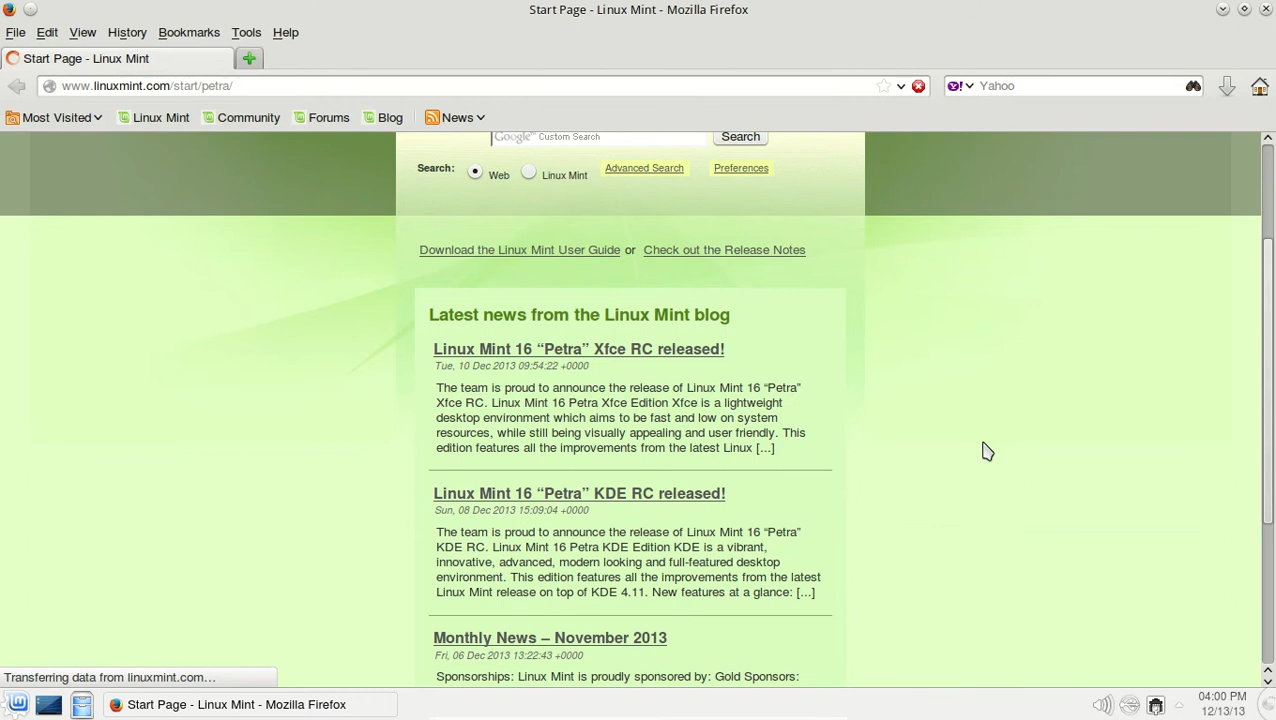 Start Page - Linux Mint - Mozilla Firefox
File Edit View History Bookmarks Tools Help
Start Page - Linux Mint
www.linuxmint.com/start/petra/
Yahoo
Most Visited Linux Mint Community Forums Blog News
Google™ Custom Search Search
Search: Web Linux Mint Advanced Search Preferences
Download the Linux Mint User Guide or Check out the Release Notes
Latest news from the Linux Mint blog
Linux Mint 16 “Petra” Xfce RC released!
Tue, 10 Dec 2013 09:54:22 +0000
The team is proud to announce the release of Linux Mint 16 “Petra”
Xfce RC. Linux Mint 16 Petra Xfce Edition Xfce is a lightweight
desktop environment which aims to be fast and low on system
resources, while still being visually appealing and user friendly. This
edition features all the improvements from the latest Linux [...]
Linux Mint 16 “Petra” KDE RC released!
Sun, 08 Dec 2013 15:09:04 +0000
The team is proud to announce the release of Linux Mint 16 “Petra”
KDE RC. Linux Mint 16 Petra KDE Edition KDE is a vibrant,
innovative, advanced, modern looking and full-featured desktop
environment. This edition features all the improvements from the latest
Linux Mint release on top of KDE 4.11. New features at a glance: [...]
Monthly News – November 2013
Fri, 06 Dec 2013 13:22:43 +0000
Sponsorships: Linux Mint is proudly sponsored by: Gold Sponsors:
Transferring data from linuxmint.com...
Start Page - Linux Mint - Mozilla Firefox
04:00 PM
12/13/13